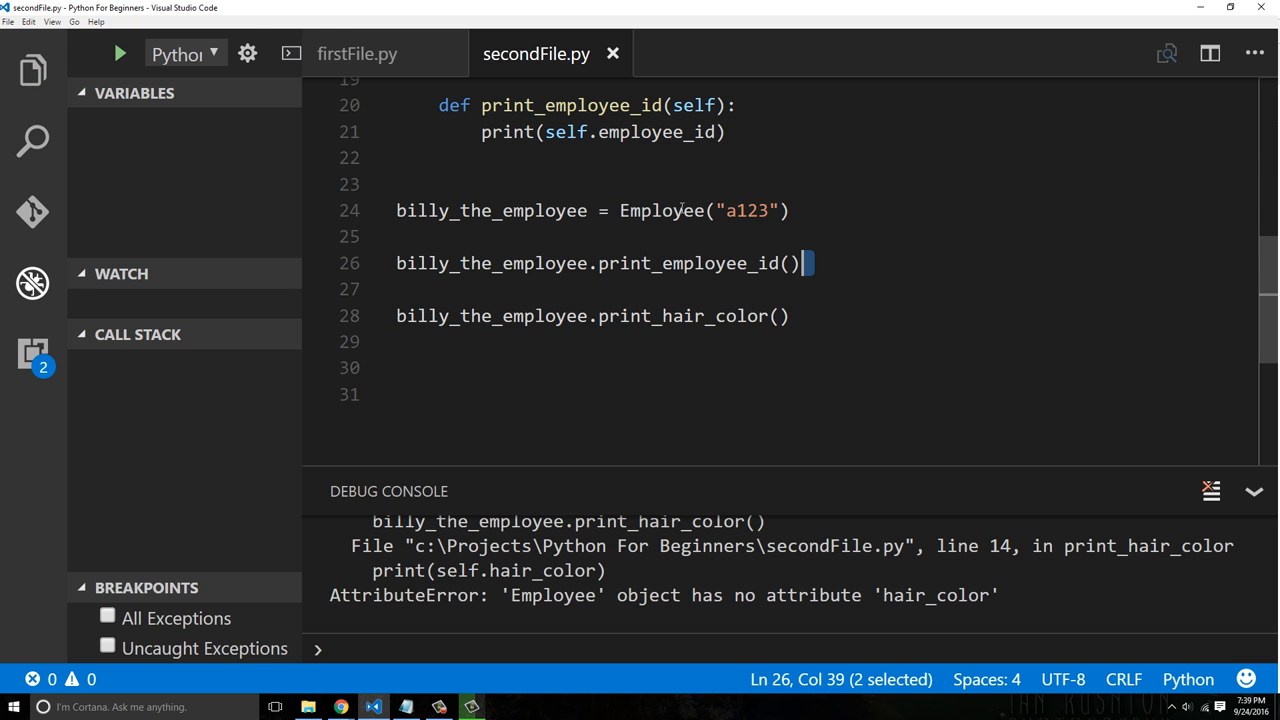 secondFile.py - Python For Beginners - Visual Studio Code
File Edit View Go Help
firstFile.py secondFile.py
VARIABLES
WATCH
CALL STACK
2
BREAKPOINTS
All Exceptions
Uncaught Exceptions
19
20 def print_employee_id(self):
21 print(self.employee_id)
22
23
24 billy_the_employee = Employee("a123")
25
26 billy_the_employee.print_employee_id()
27
28 billy_the_employee.print_hair_color()
29
30
31
DEBUG CONSOLE
billy_the_employee.print_hair_color()
File "c:\Projects\Python For Beginners\secondFile.py", line 14, in print_hair_color
print(self.hair_color)
AttributeError: 'Employee' object has no attribute 'hair_color'
0 0 Ln 26, Col 39 (2 selected) Spaces: 4 UTF-8 CRLF Python
I'm Cortana. Ask me anything.
7:39 PM
9/24/2016